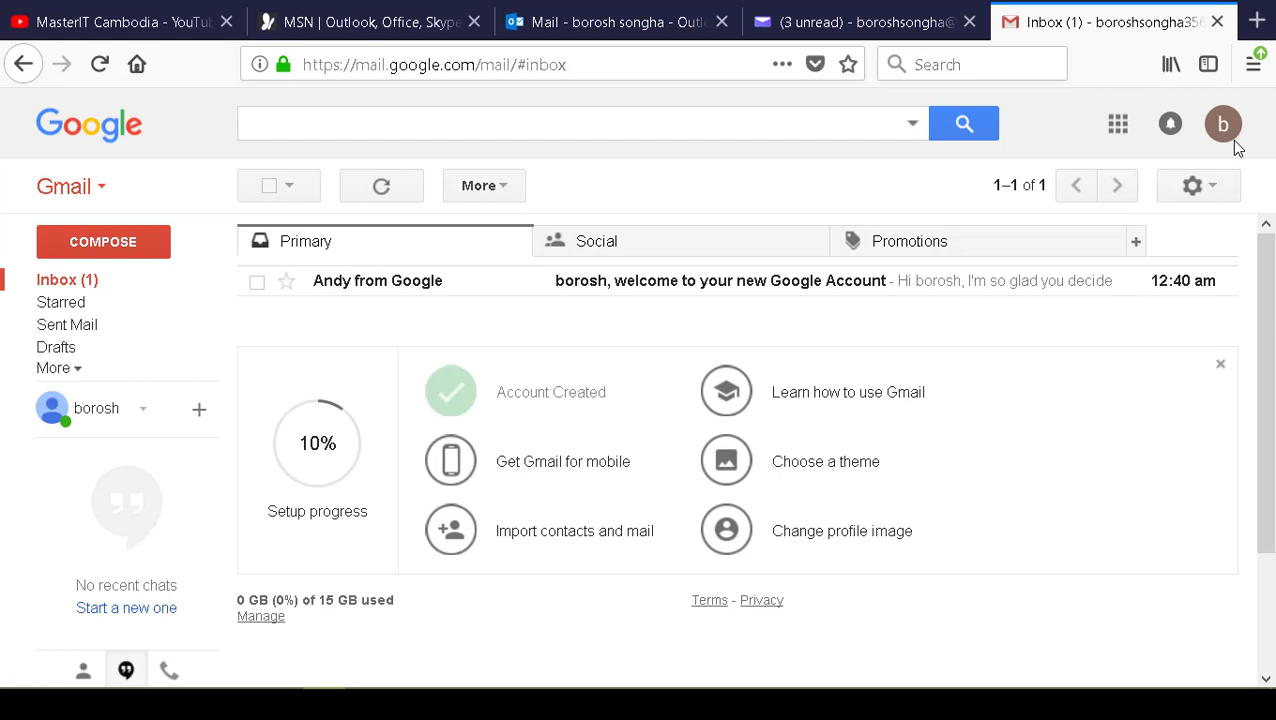 MasterIT Cambodia - YouTu
MSN | Outlook, Office, Skype
Mail - borosh songha - Outl
(3 unread) - boroshsongha@
Inbox (1) - boroshsongha356
https://mail.google.com/mail/#inbox
Search
Google
b
Gmail
More
1–1 of 1
COMPOSE
Primary
Social
Promotions
Inbox (1)
Andy from Google
borosh, welcome to your new Google Account - Hi borosh, I'm so glad you decide
12:40 am
Starred
Sent Mail
Drafts
More
borosh
Account Created
Learn how to use Gmail
10%
Get Gmail for mobile
Choose a theme
Setup progress
Import contacts and mail
Change profile image
No recent chats
Start a new one
0 GB (0%) of 15 GB used
Manage
Terms - Privacy